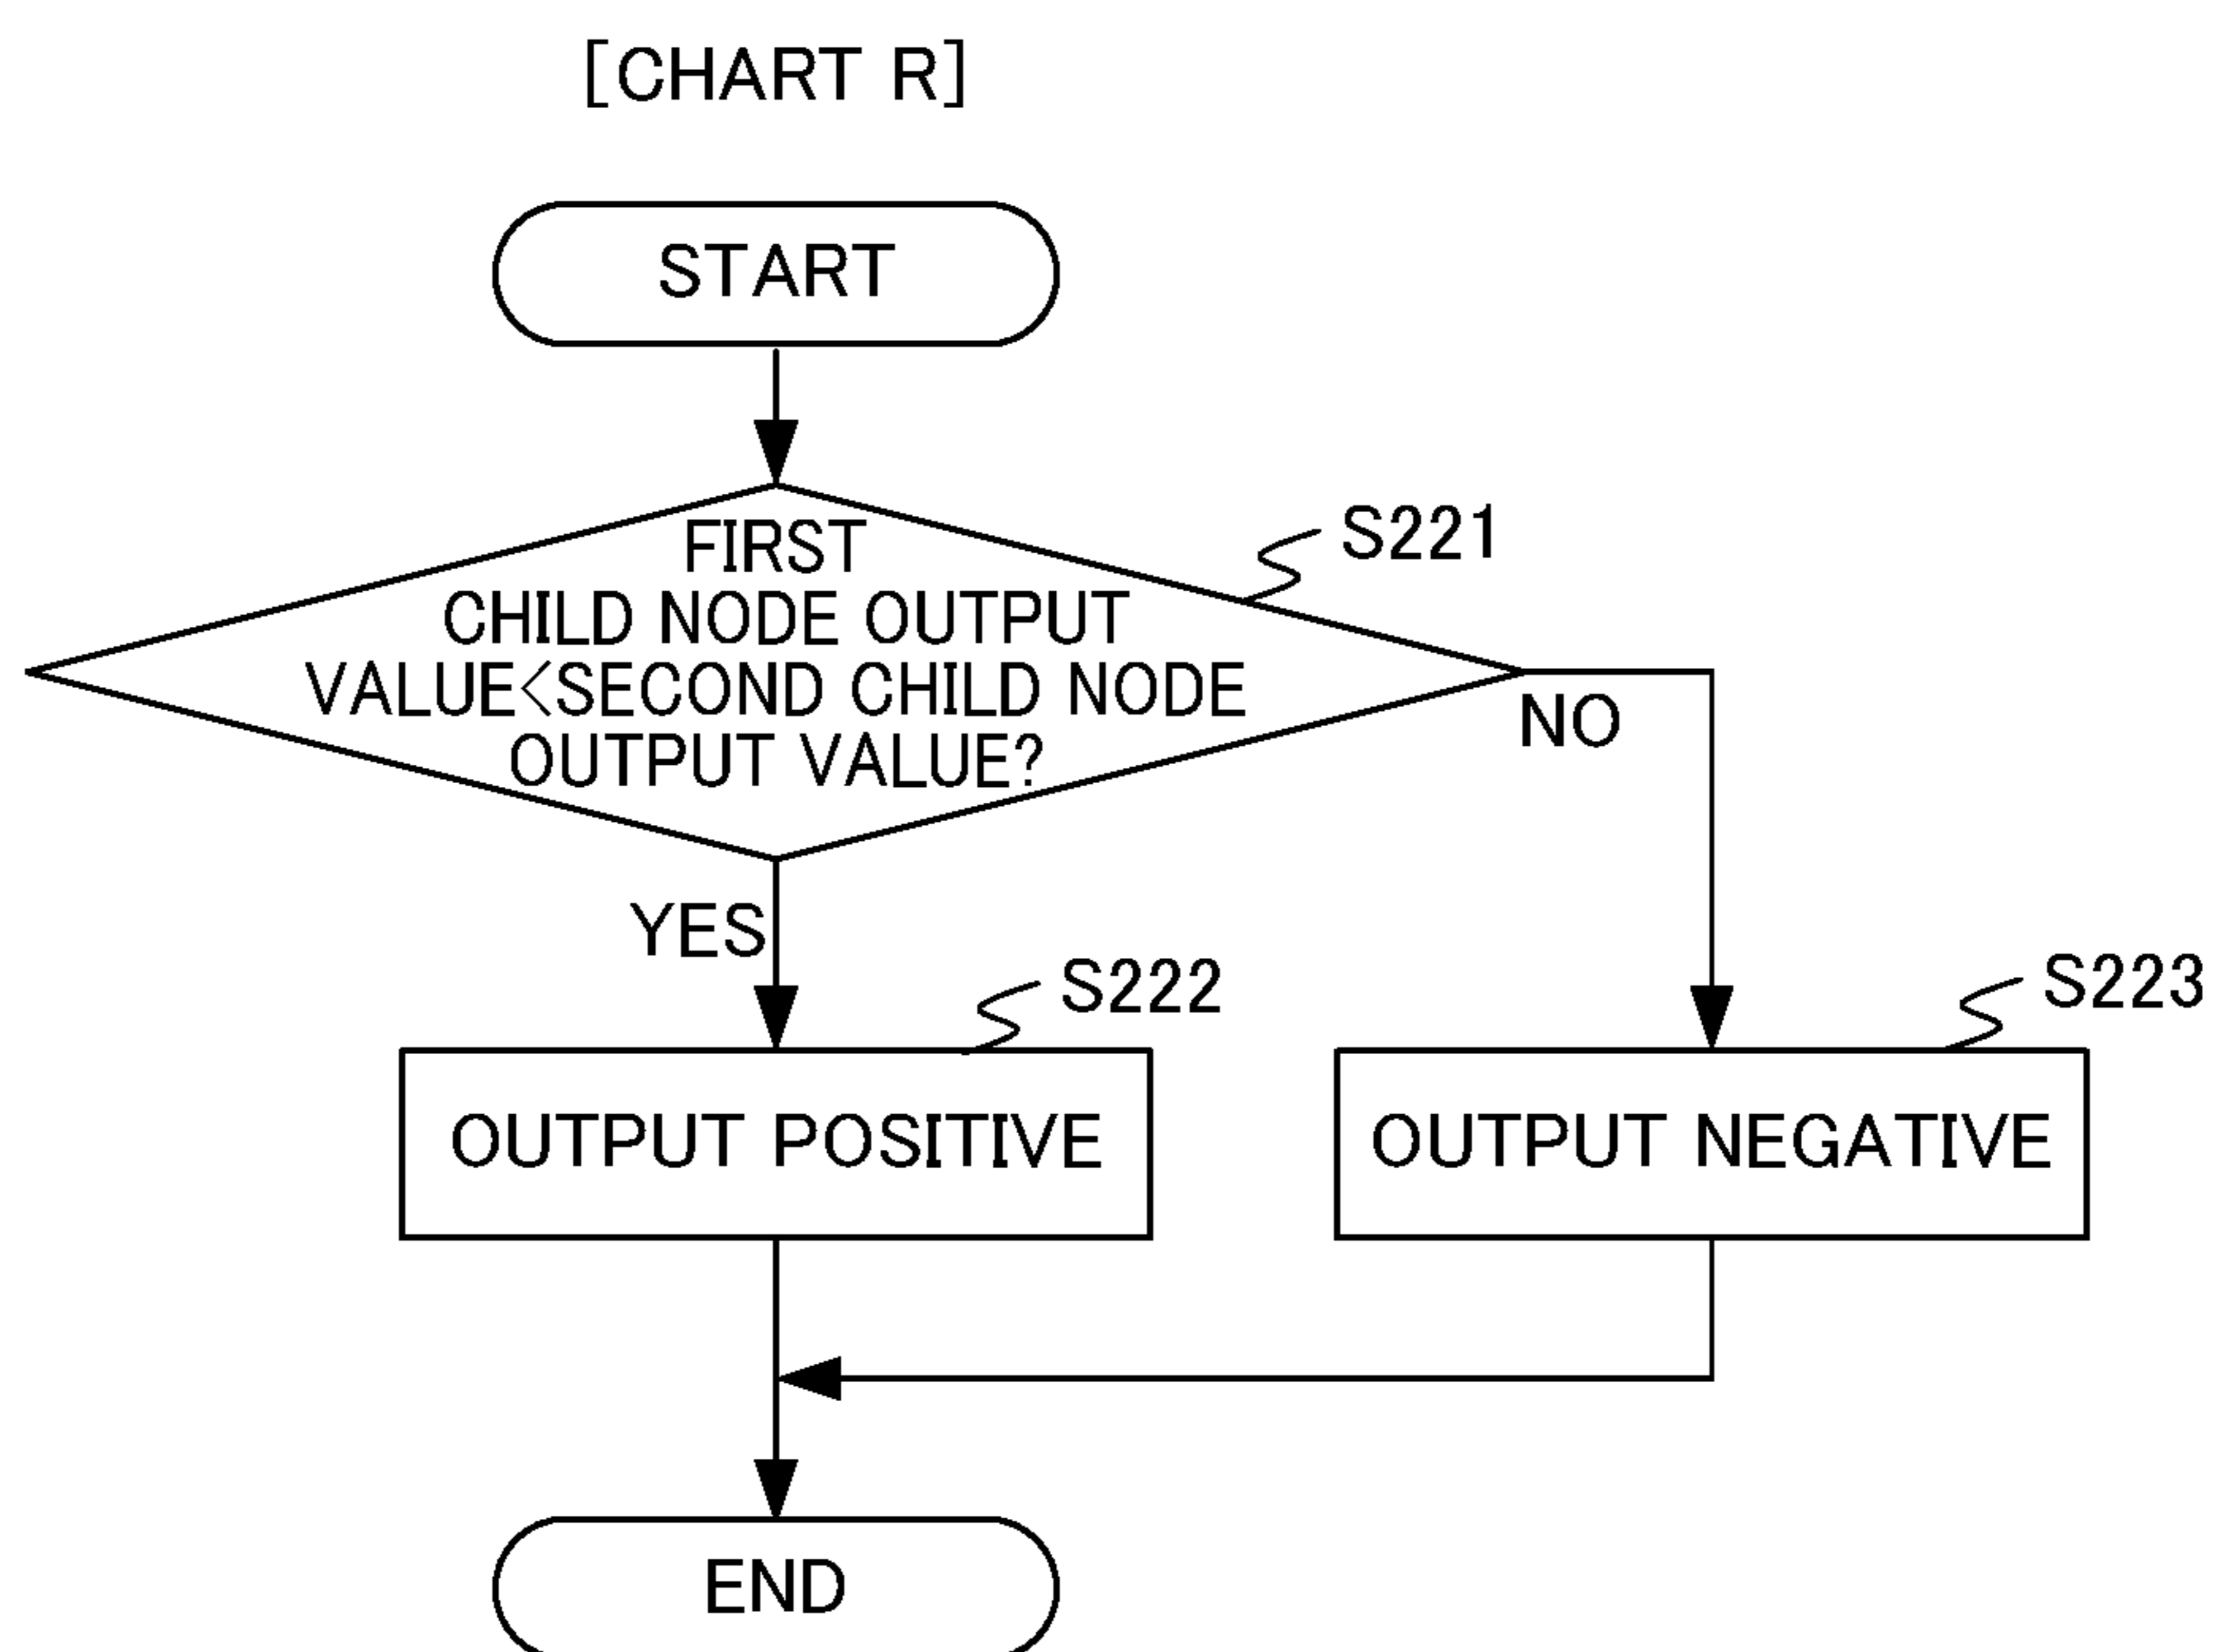 [CHART R]
START
FIRST
CHILD NODE OUTPUT
VALUE<SECOND CHILD NODE
OUTPUT VALUE?
S221
NO
YES
S222
S223
OUTPUT POSITIVE
OUTPUT NEGATIVE
END